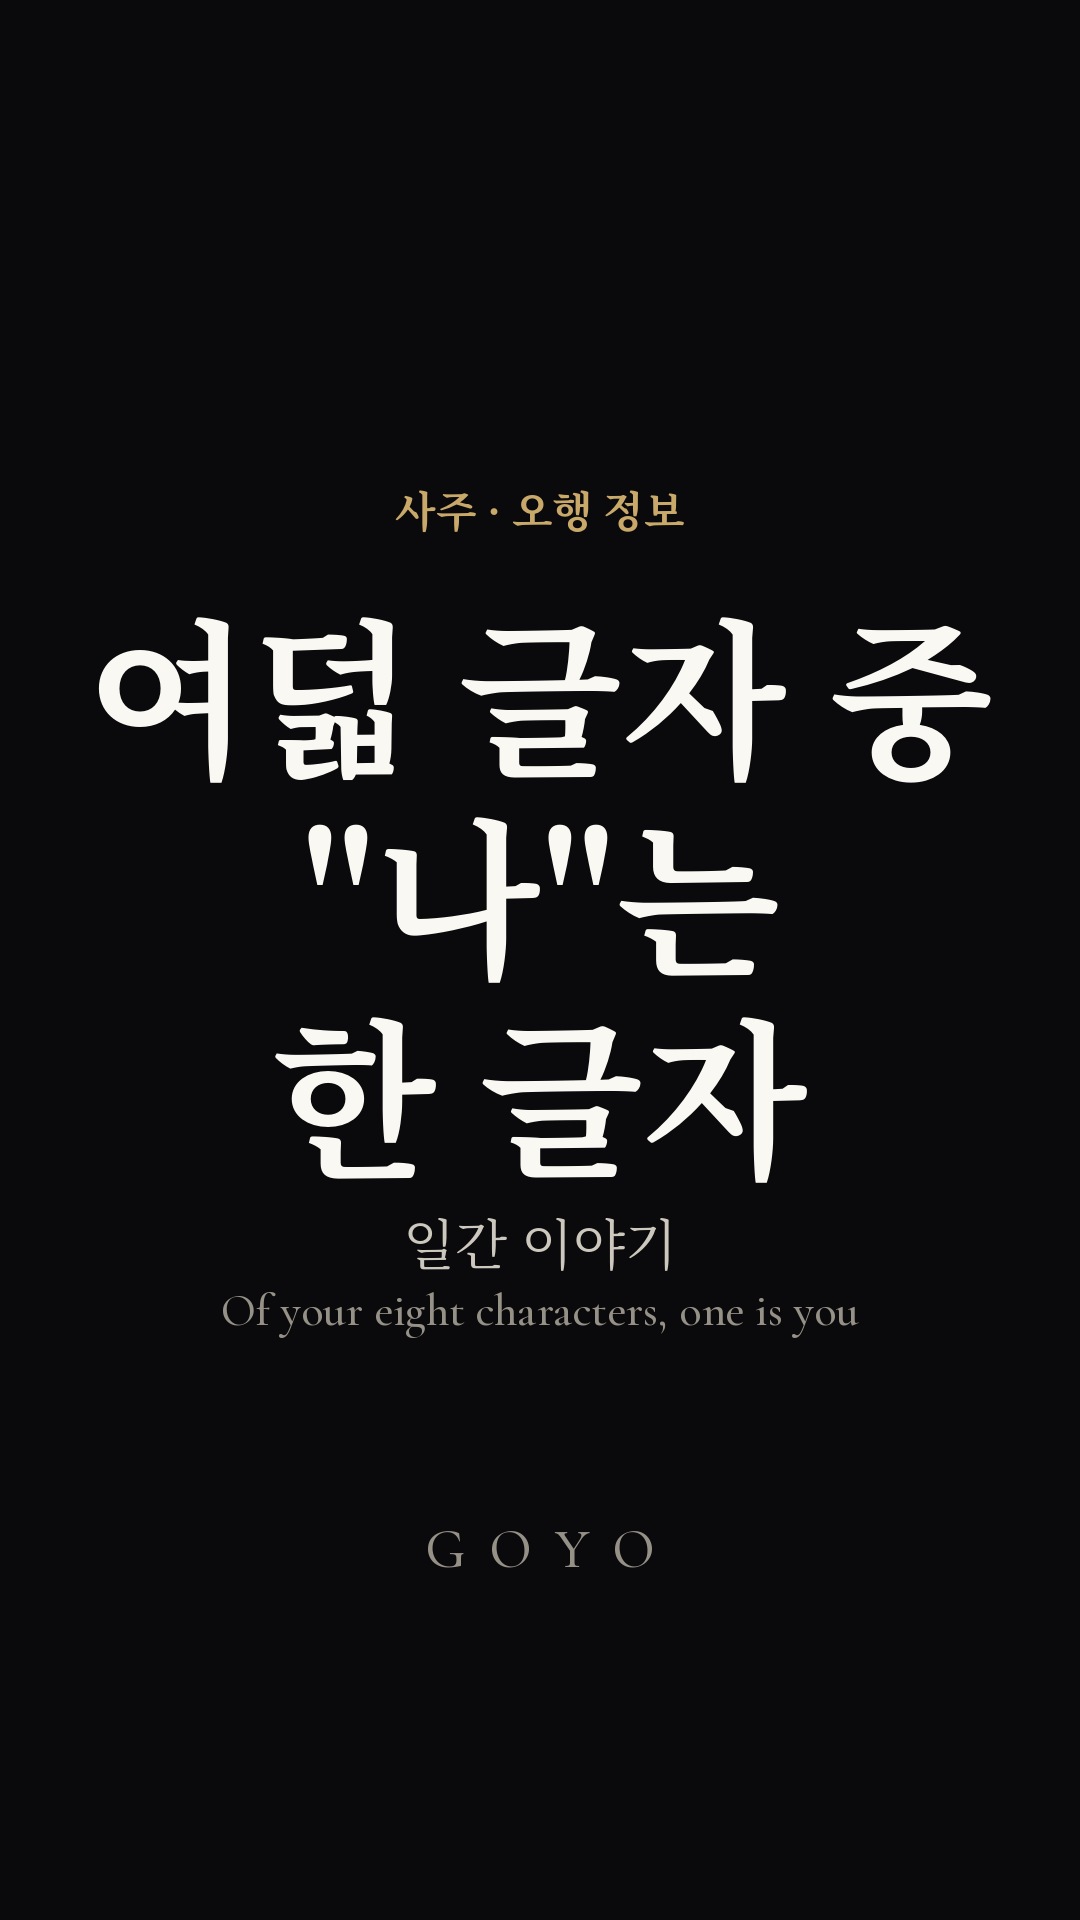 사주 · 오행 정보
여덟 글자 중
"나"는
한 글자
일간 이야기
Of your eight characters, one is you
GOYO